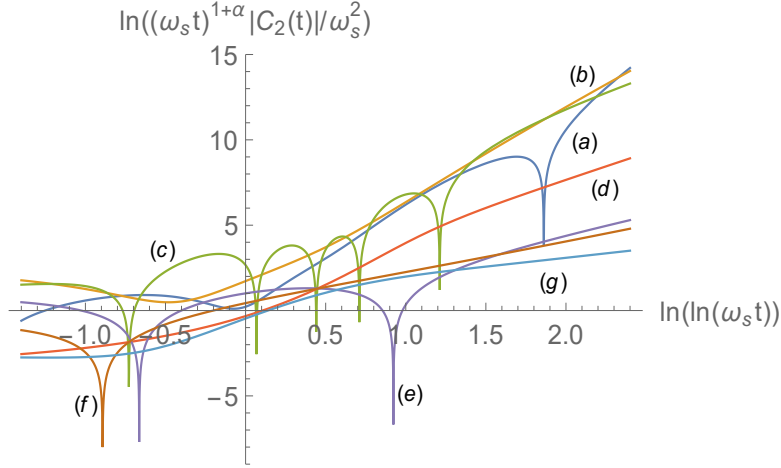 ln((ω_s t)^{1+α} |C_2(t)|/ω_s^2)
15
(b)
10
(a)
(d)
5
(c)
(g)
ln(ln(ω_s t))
−1.0 −0.5 0.5 1.0 1.5 2.0
(f)
−5
(e)